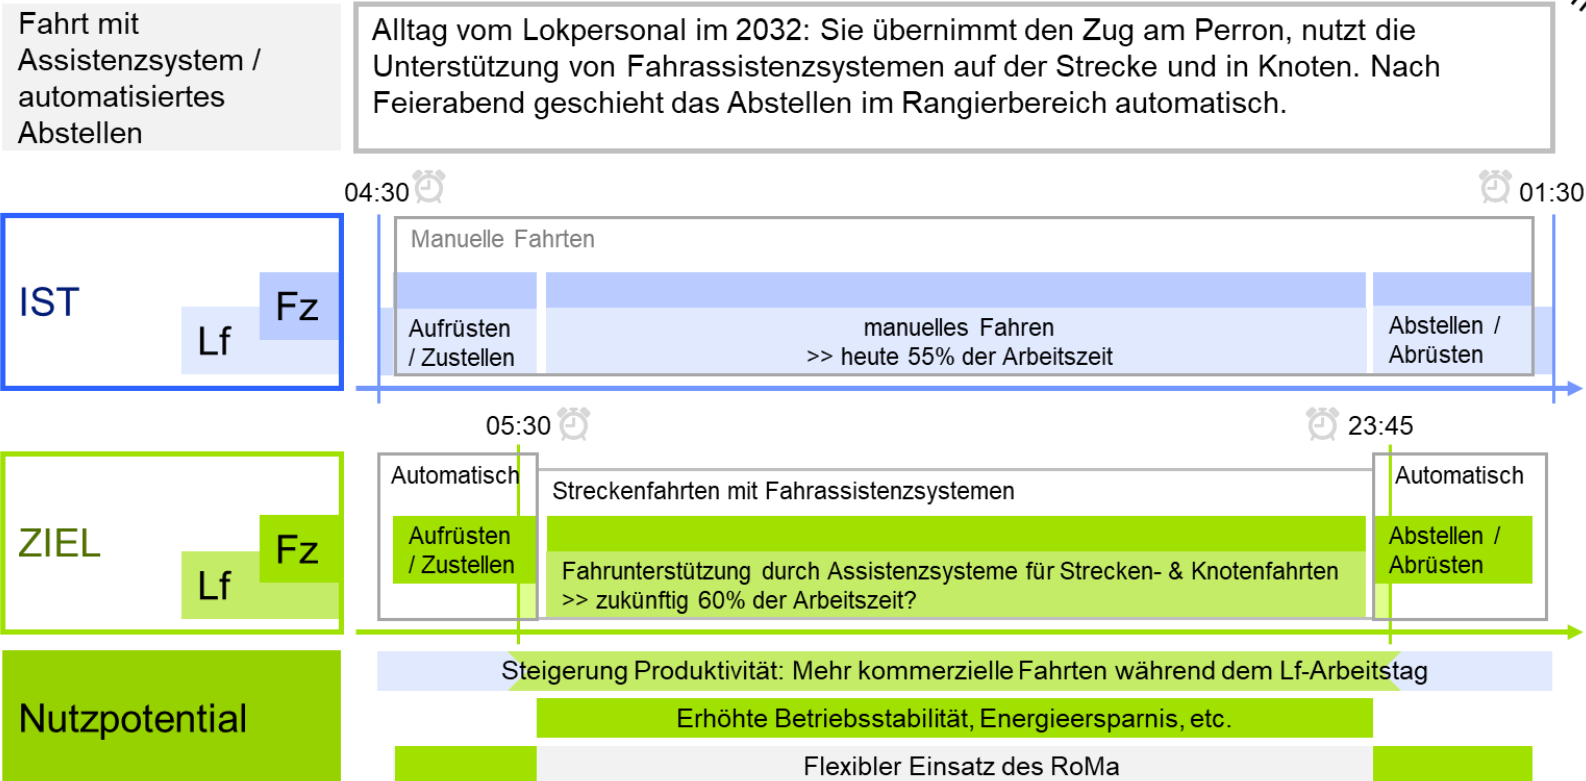 Fahrt mit
Assistenzsystem /
automatisiertes
Abstellen
Alltag vom Lokpersonal im 2032: Sie übernimmt den Zug am Perron, nutzt die
Unterstützung von Fahrassistenzsystemen auf der Strecke und in Knoten. Nach
Feierabend geschieht das Abstellen im Rangierbereich automatisch.
04:30
01:30
IST
Lf
Fz
Manuelle Fahrten
Aufrüsten
/ Zustellen
manuelles Fahren
>> heute 55% der Arbeitszeit
Abstellen /
Abrüsten
05:30
23:45
ZIEL
Lf
Fz
Automatisch
Aufrüsten
/ Zustellen
Streckenfahrten mit Fahrassistenzsystemen
Fahrunterstützung durch Assistenzsysteme für Strecken- & Knotenfahrten
>> zukünftig 60% der Arbeitszeit?
Automatisch
Abstellen /
Abrüsten
Nutzpotential
Steigerung Produktivität: Mehr kommerzielle Fahrten während dem Lf-Arbeitstag
Erhöhte Betriebsstabilität, Energieersparnis, etc.
Flexibler Einsatz des RoMa